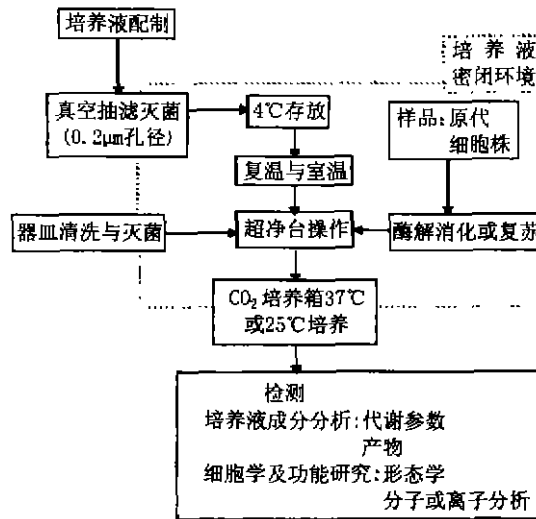 培养液配制
培养液
密闭环境
真空抽滤灭菌
(0.2μm孔径)
4℃存放
样品:原代
细胞株
复温与室温
器皿清洗与灭菌
超净台操作
酶解消化或复苏
CO₂培养箱37℃
或25℃培养
检测
培养液成分分析:代谢参数
产物
细胞学及功能研究:形态学
分子或离子分析